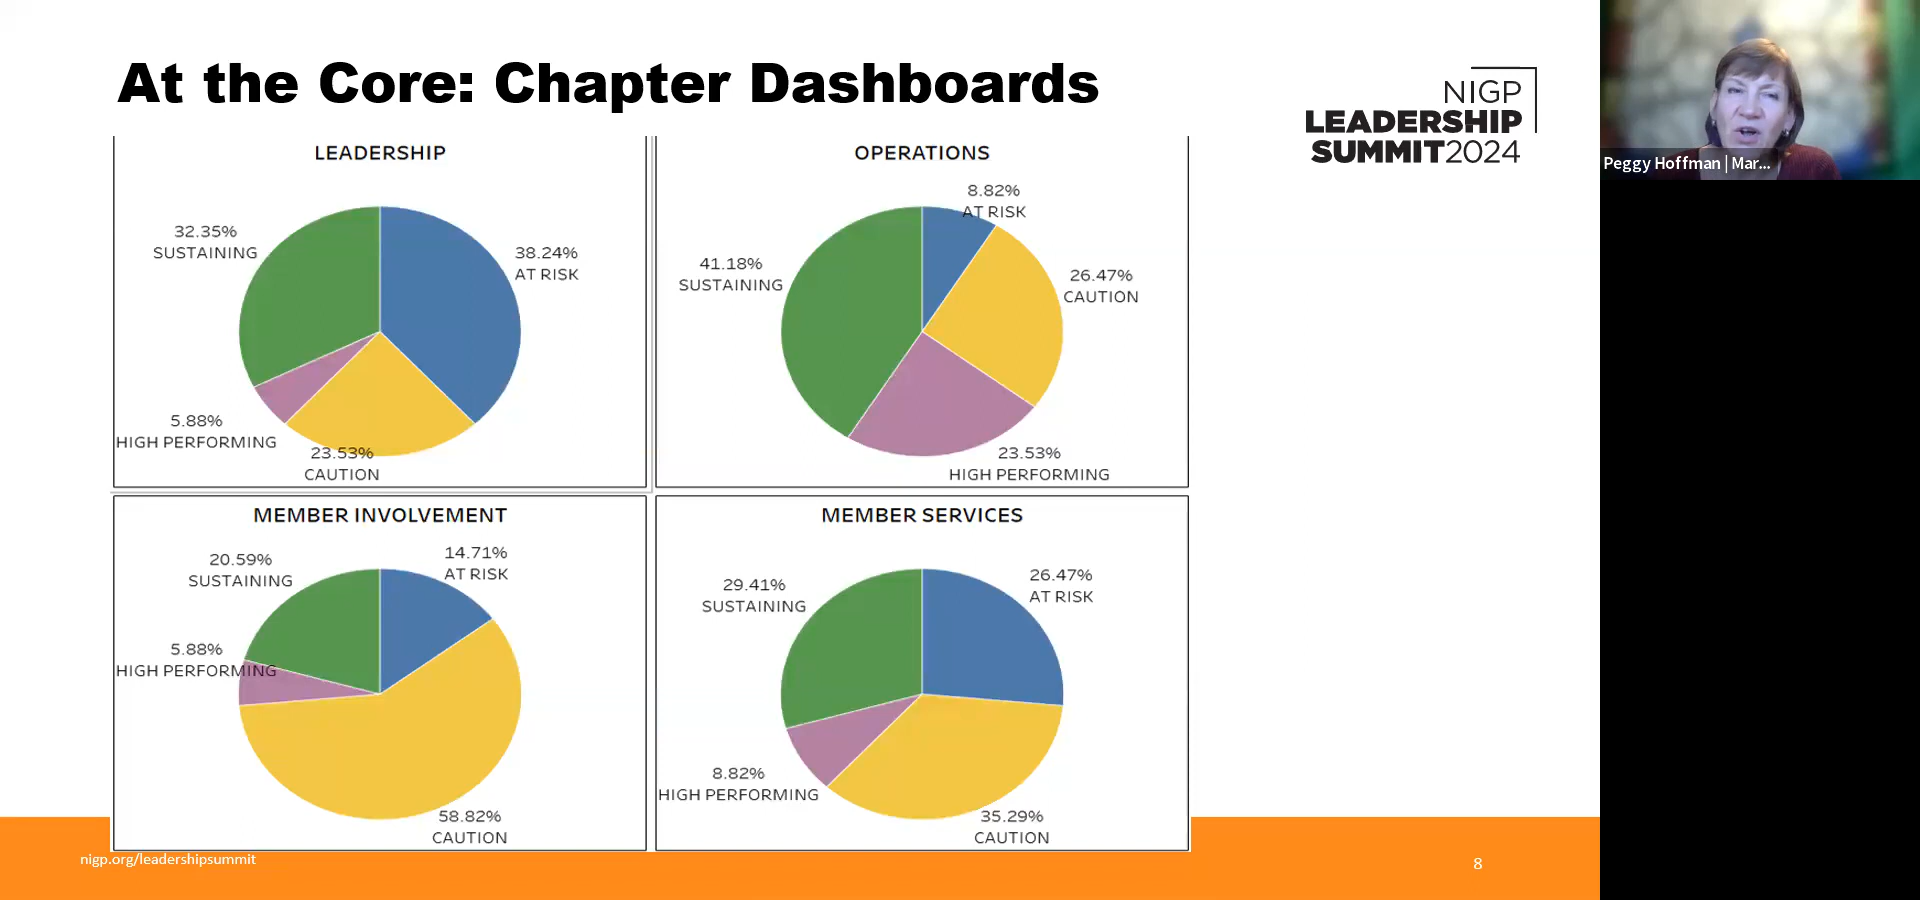 At the Core: Chapter Dashboards
NIGP
LEADERSHIP
SUMMIT2024
Peggy Hoffman | Mar...
LEADERSHIP
32.35%
SUSTAINING
38.24%
AT RISK
5.88%
HIGH PERFORMING
23.53%
CAUTION
OPERATIONS
8.82%
AT RISK
41.18%
SUSTAINING
26.47%
CAUTION
23.53%
HIGH PERFORMING
MEMBER INVOLVEMENT
20.59%
SUSTAINING
14.71%
AT RISK
5.88%
HIGH PERFORMING
58.82%
CAUTION
MEMBER SERVICES
29.41%
SUSTAINING
26.47%
AT RISK
8.82%
HIGH PERFORMING
35.29%
CAUTION
nigp.org/leadershipsummit
8